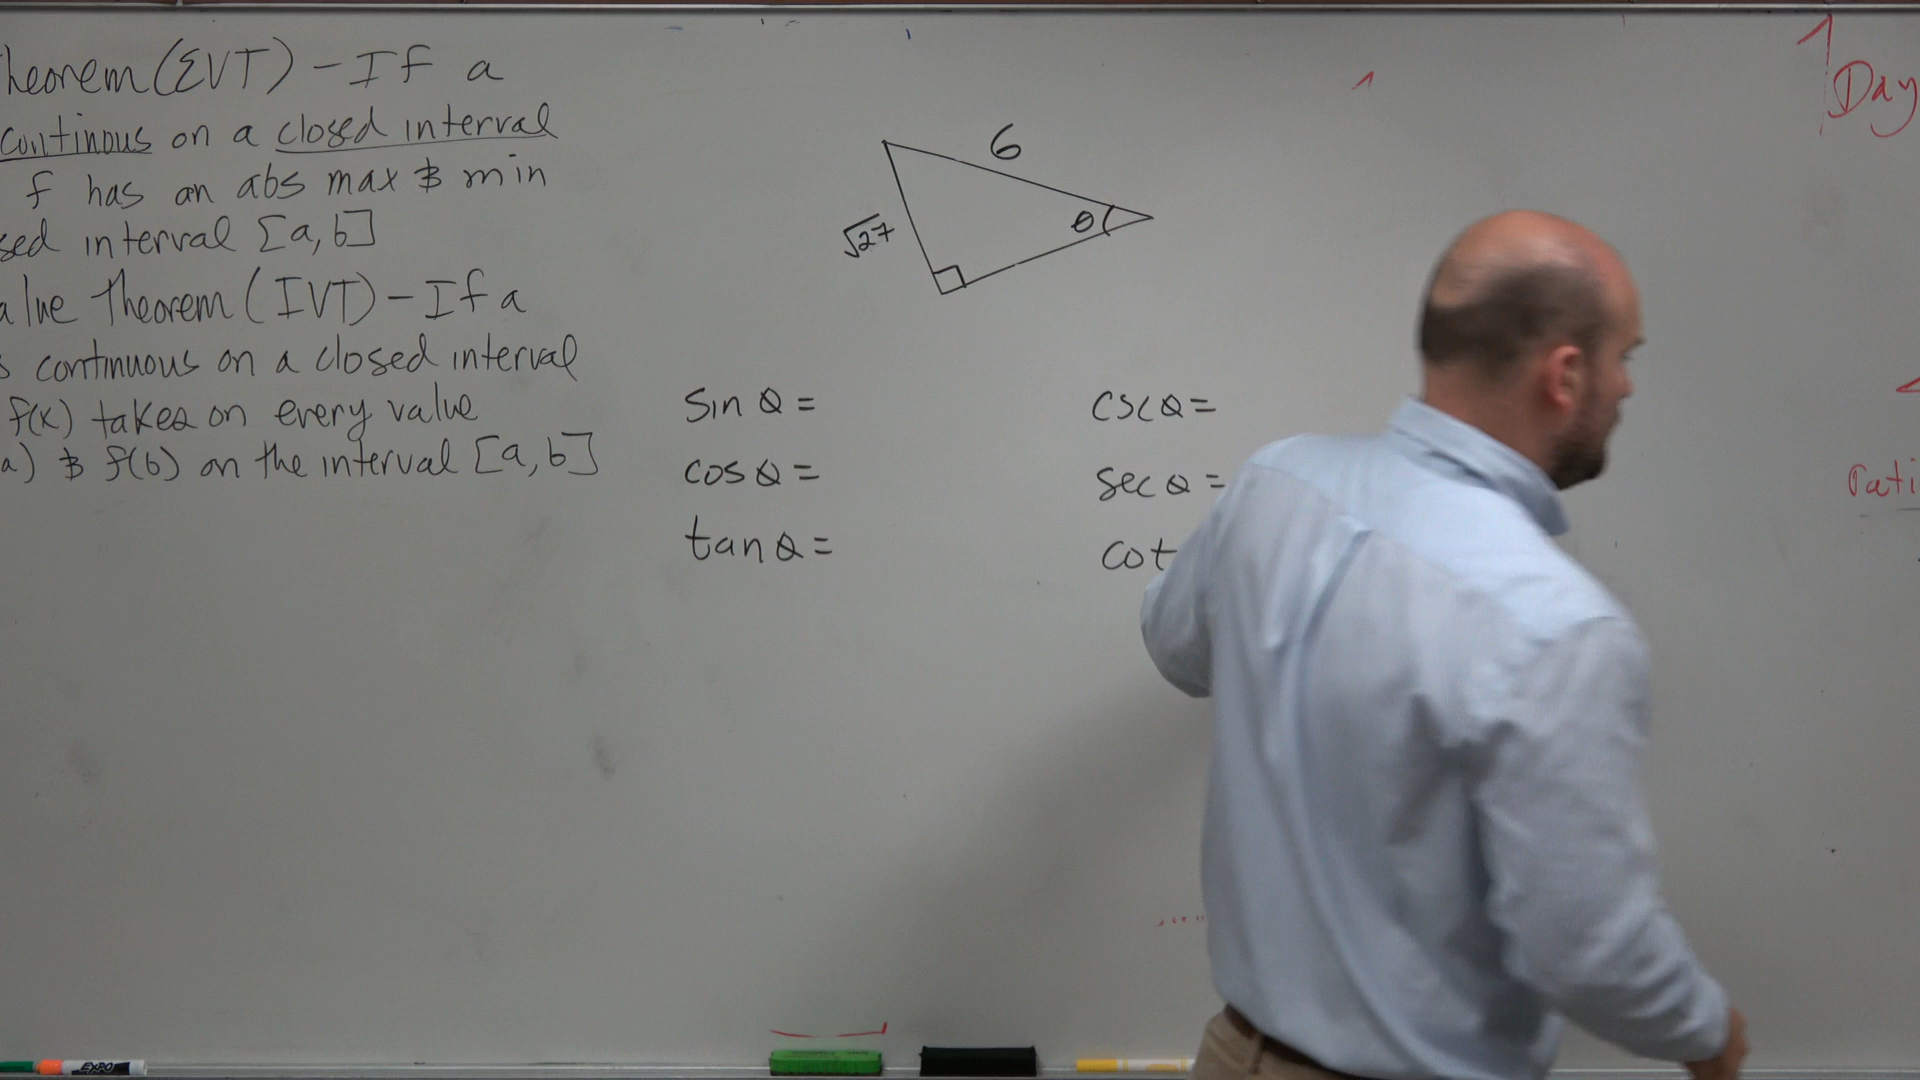 heorem (EVT) - If a
continous on a closed interval
f has an abs max & min
sed interval [a,b]
alue Theorem (IVT) - If a
s continuous on a closed interval
f(x) takes on every value
a) & f(b) on the interval [a,b]
6
√27
θ
sin θ =
cos θ =
tan θ =
csc θ =
sec θ =
cot
Day
rati
EXPO